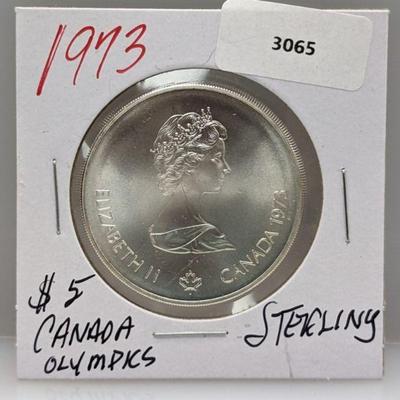 1973
3065
ELIZABETH II CANADA 1973
$5
CANADA
OLYMPICS
STERLING